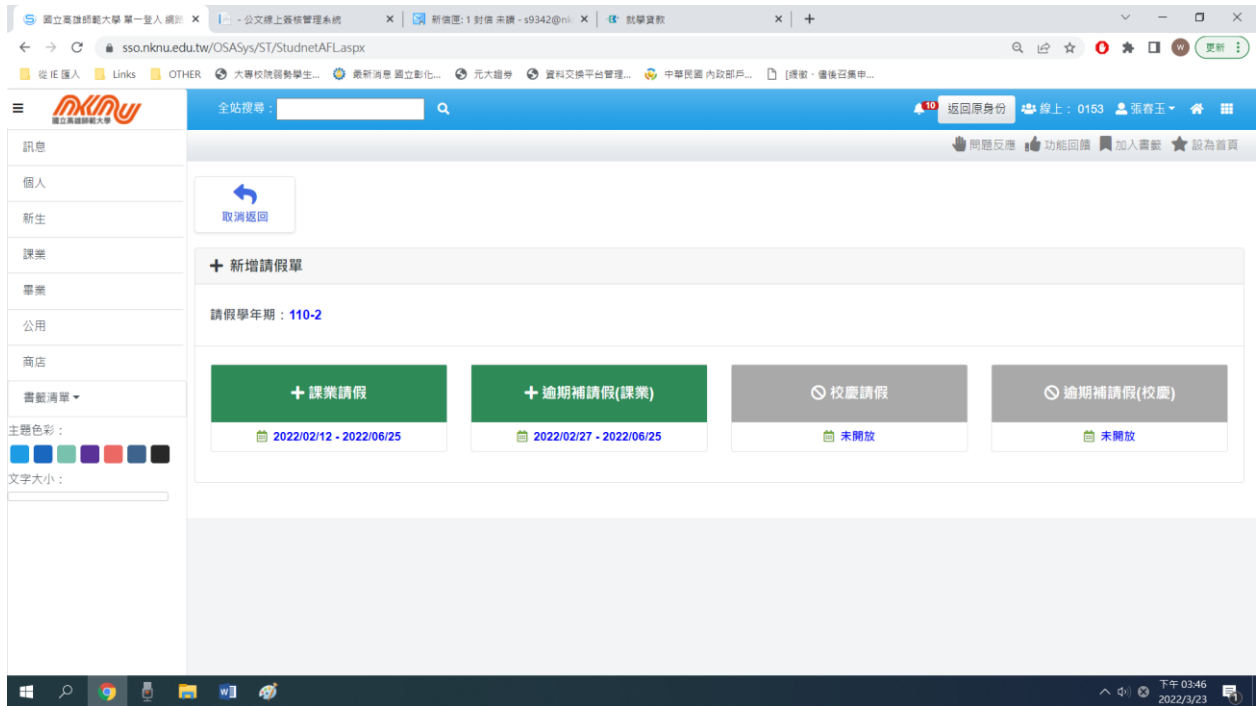 國立高雄師範大學 單一登入 網路
- 公文線上簽核管理系統
新信匣: 1 封信 未讀 - s9342@nk
就學貸款
sso.nknu.edu.tw/OSASys/ST/StudnetAFL.aspx
W
更新
從 IE 匯入
Links
OTHER
大專校院弱勢學生...
最新消息 國立彰化...
元大證券
資料交換平台管理...
中華民國 內政部戶...
nknu
國立高雄師範大學
全站搜尋：
10
返回原身份
線上： 0153
張春玉
問題反應
功能回饋
加入書籤
設為首頁
訊息
個人
新生
課業
畢業
公用
商店
書籤清單
主題色彩：
文字大小：
取消返回
新增請假單
請假學年期：110-2
課業請假
逾期補請假(課業)
校慶請假
逾期補請假(校慶)
2022/02/12 - 2022/06/25
2022/02/27 - 2022/06/25
未開放
未開放
下午 03:46
2022/3/23
1